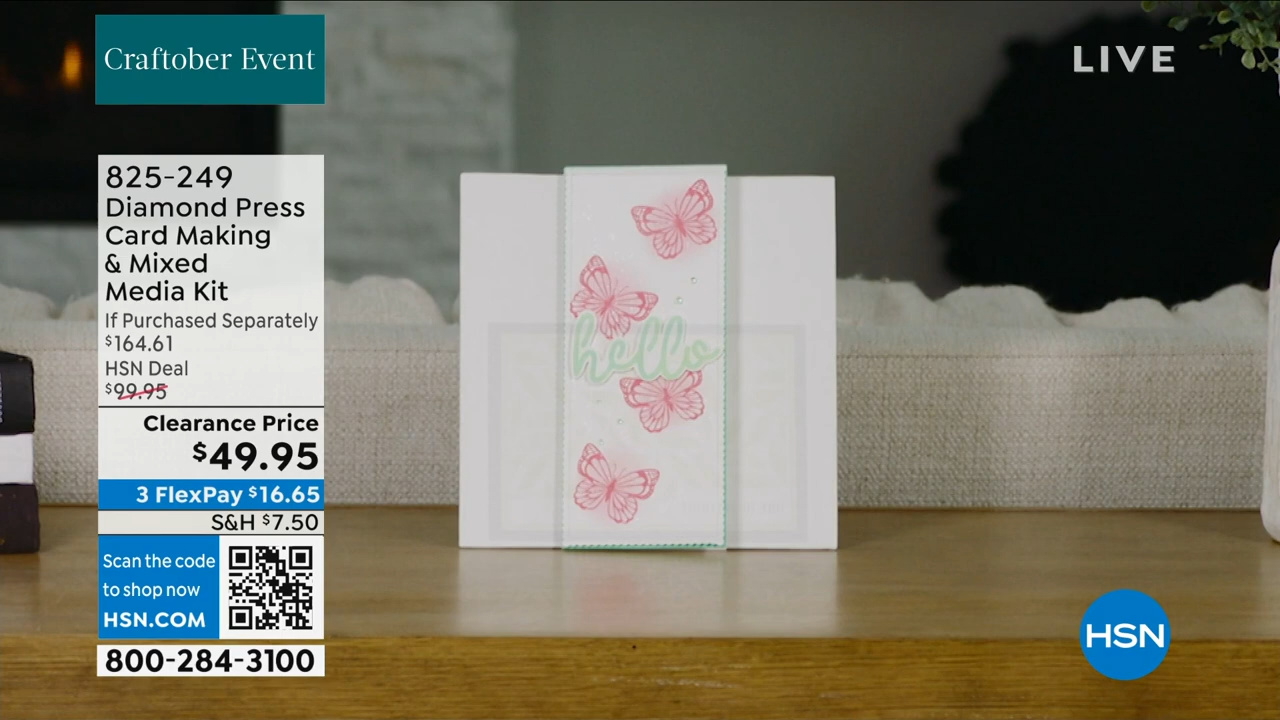 Craftober Event
LIVE
825-249
Diamond Press
Card Making
& Mixed
Media Kit
If Purchased Separately
$164.61
HSN Deal
$99.95
Clearance Price
$49.95
3 FlexPay $16.65
S&H $7.50
Scan the code
to shop now
HSN.COM
800-284-3100
hello
HSN